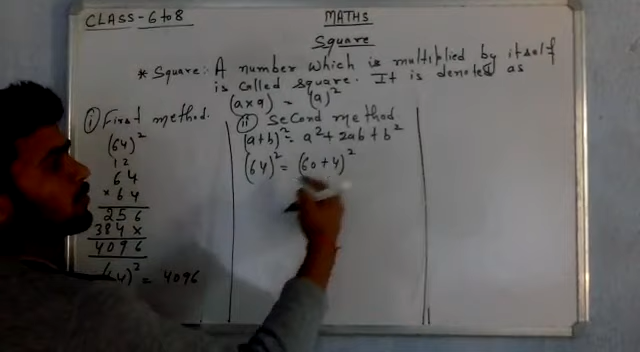 CLASS-6 to 8
MATHS
Square
* Square:- A number which is multiplied by itself
is called square. It is denoted as
(a×a) = (a)²
(i) First method.
(64)²
12
64
×64
256
384×
4096
4)² = 4096
(ii) Second method
(a+b)² = a²+2ab+b²
(64)² = (60+4)²